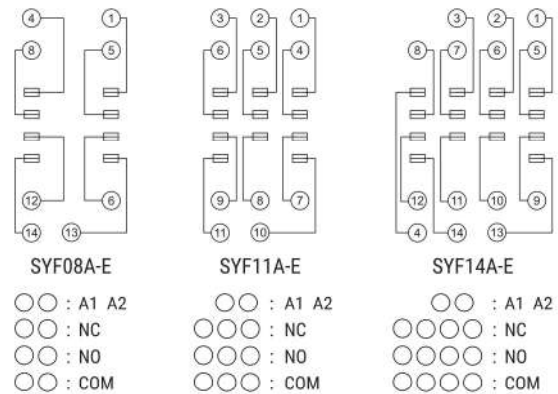 4 1 3 2 1 3 2 1
8 5 6 5 4 8 7 6 5
12 6 9 8 7 12 11 10 9
14 13 11 10 4 14 13
SYF08A-E SYF11A-E SYF14A-E
: A1 A2 : A1 A2 : A1 A2
: NC : NC : NC
: NO : NO : NO
: COM : COM : COM